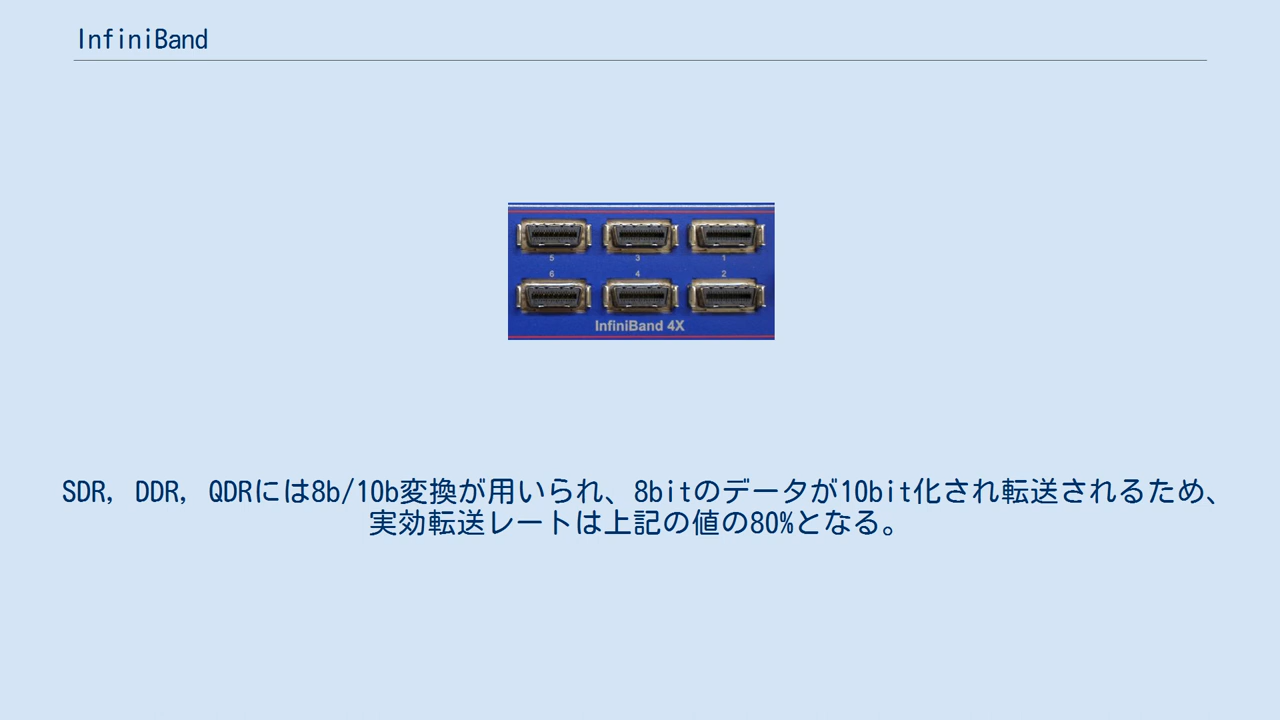 InfiniBand
5 3 1
6 4 2
InfiniBand 4X
SDR, DDR, QDRには8b/10b変換が用いられ、8bitのデータが10bit化され転送されるため、
実効転送レートは上記の値の80%となる。